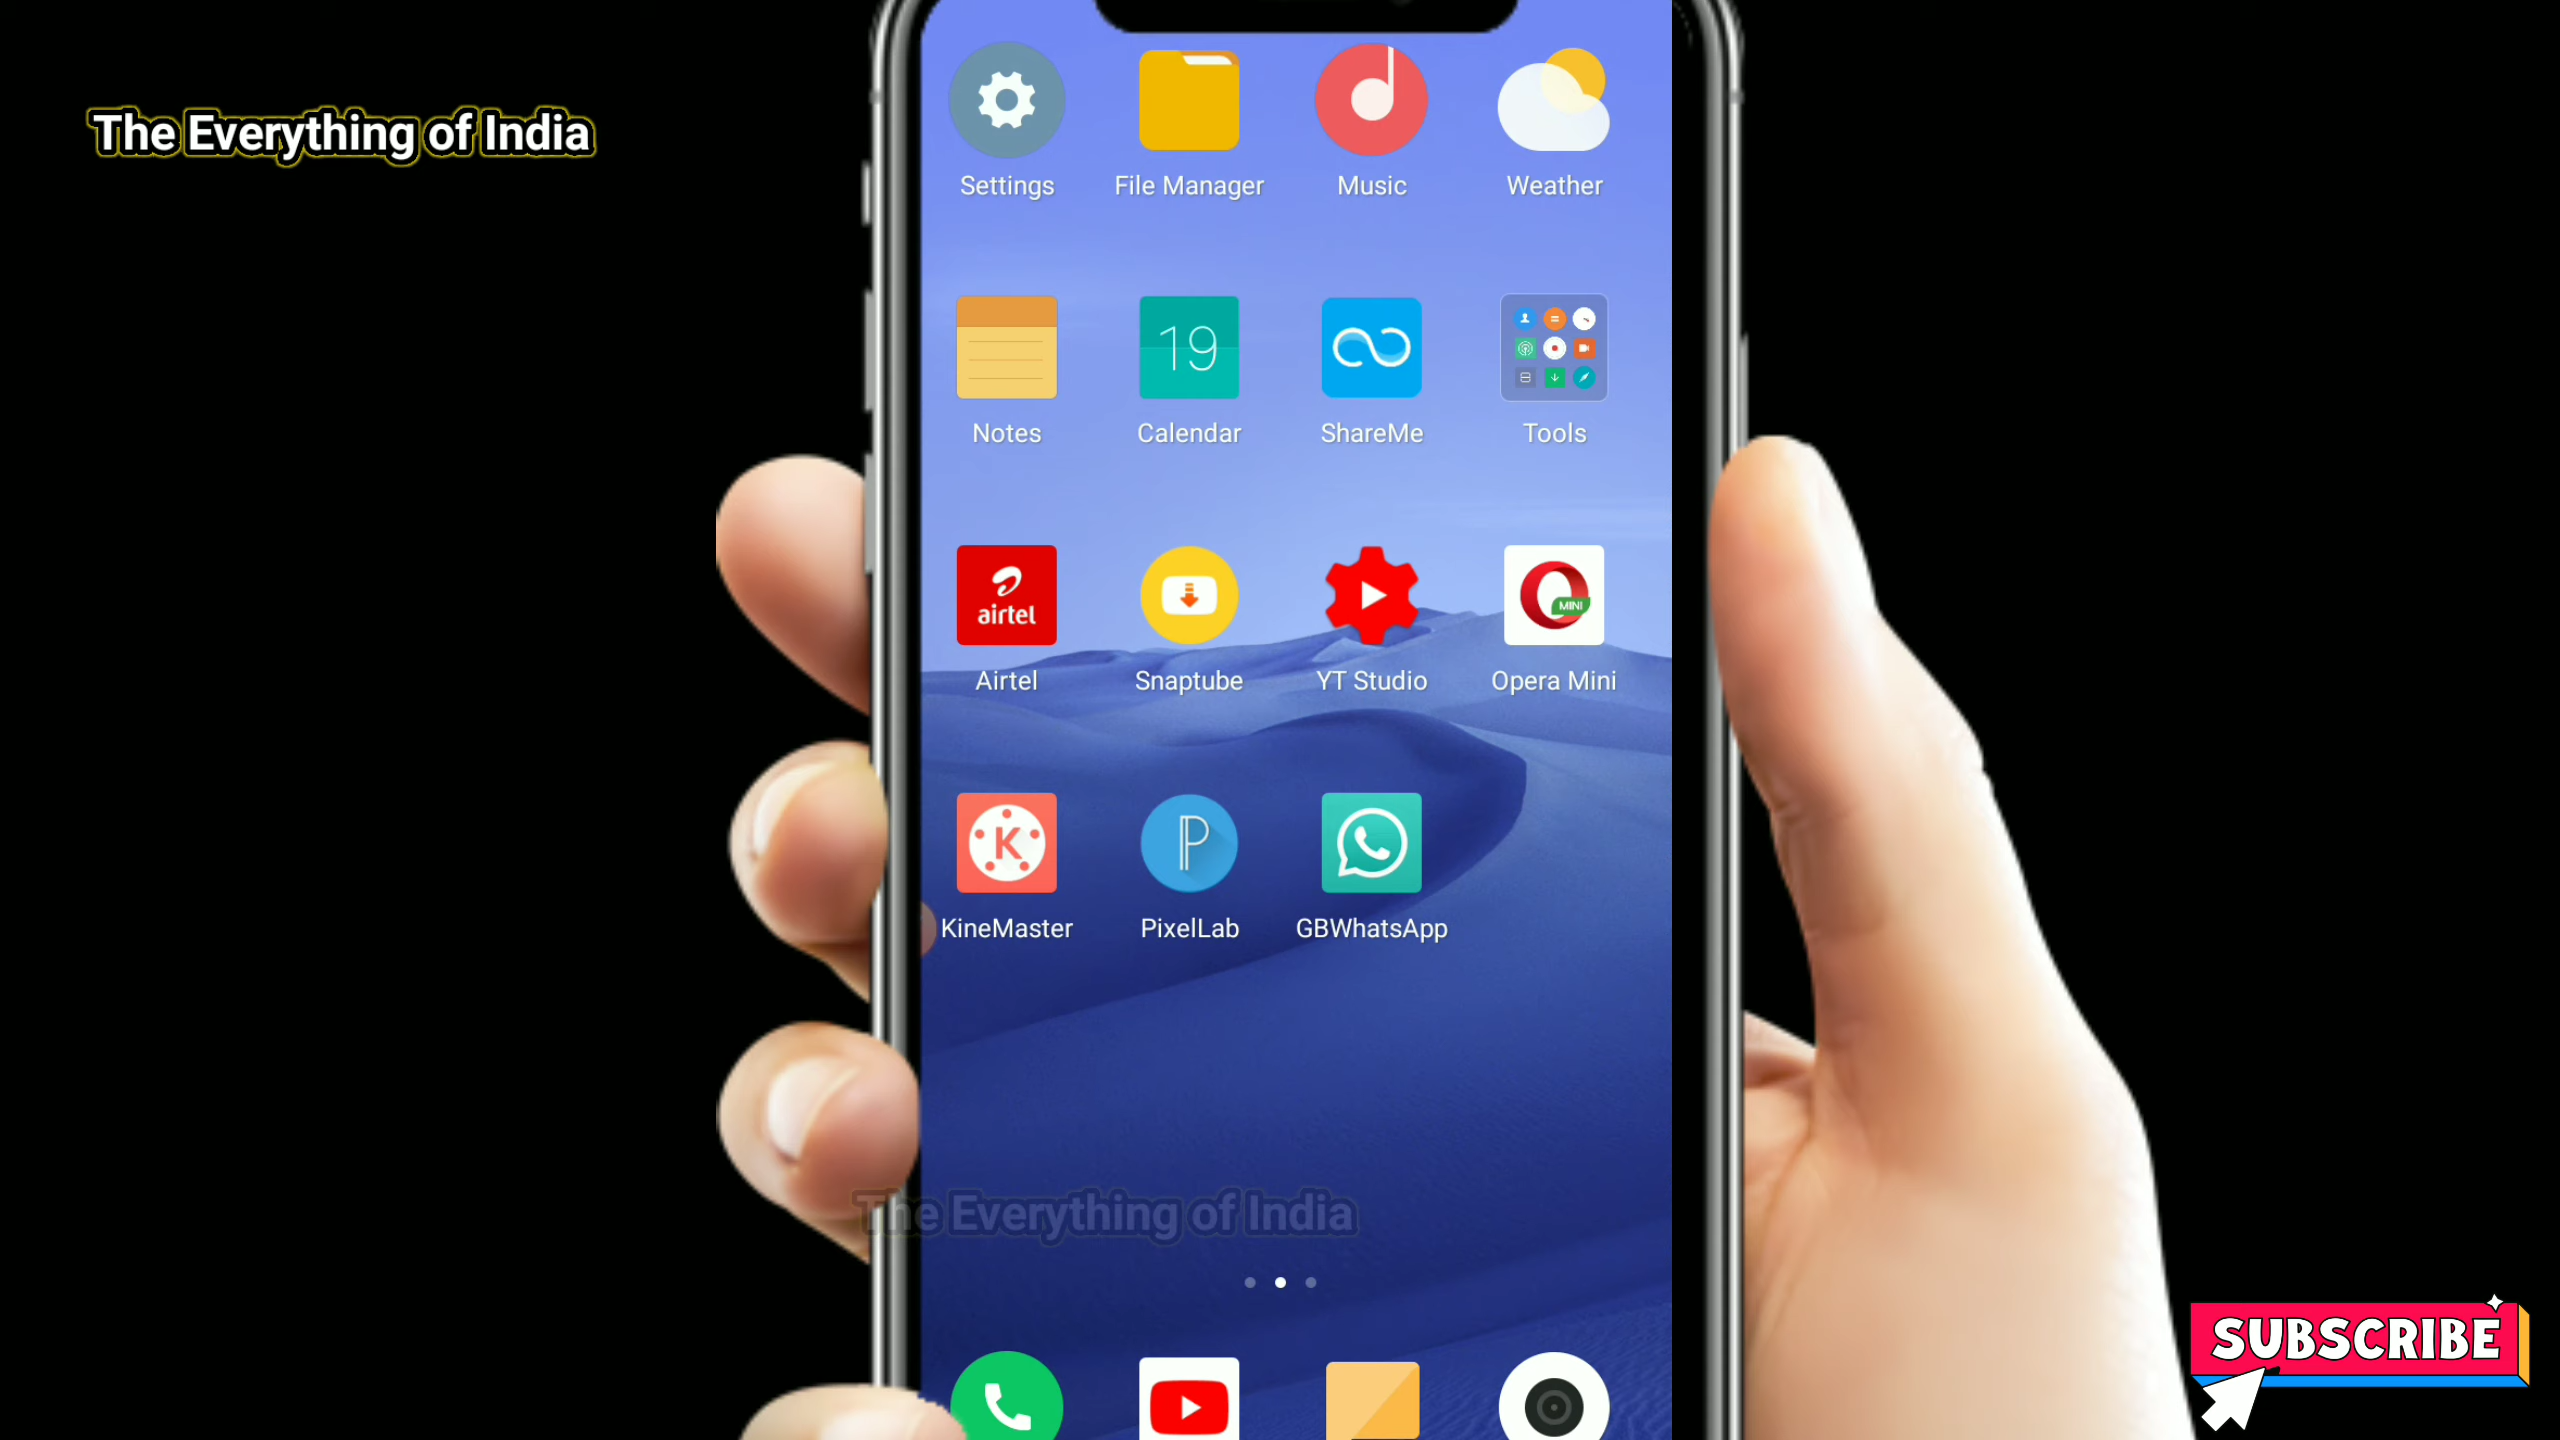 The Everything of India
Settings
File Manager
Music
Weather
19
Notes
Calendar
ShareMe
Tools
airtel
MINI
Airtel
Snaptube
YT Studio
Opera Mini
K
P
KineMaster
PixelLab
GBWhatsApp
The Everything of India
SUBSCRIBE